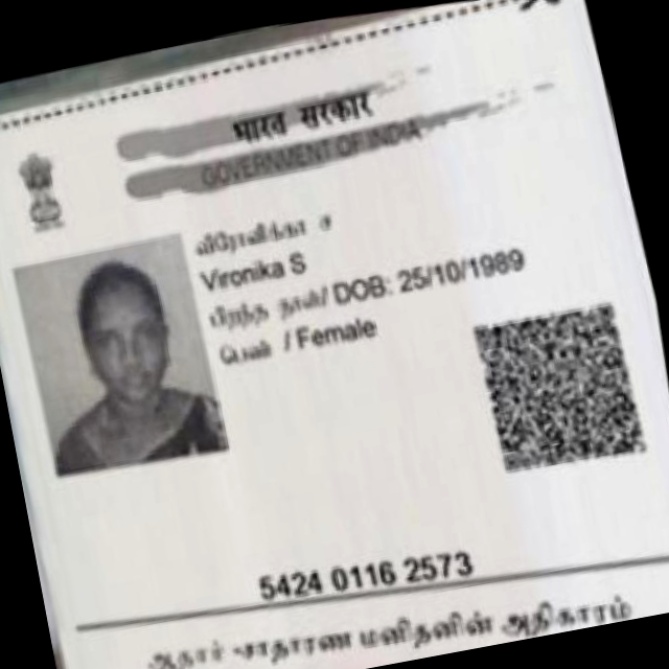 भारत सरकार
GOVERNMENT OF INDIA
விரோனிகா ச
Vironika S
பிறந்த நாள்/ DOB: 25/10/1989
பெண் / Female
5424 0116 2573
ஆதார் - சாதாரண மனிதனின் அதிகாரம்